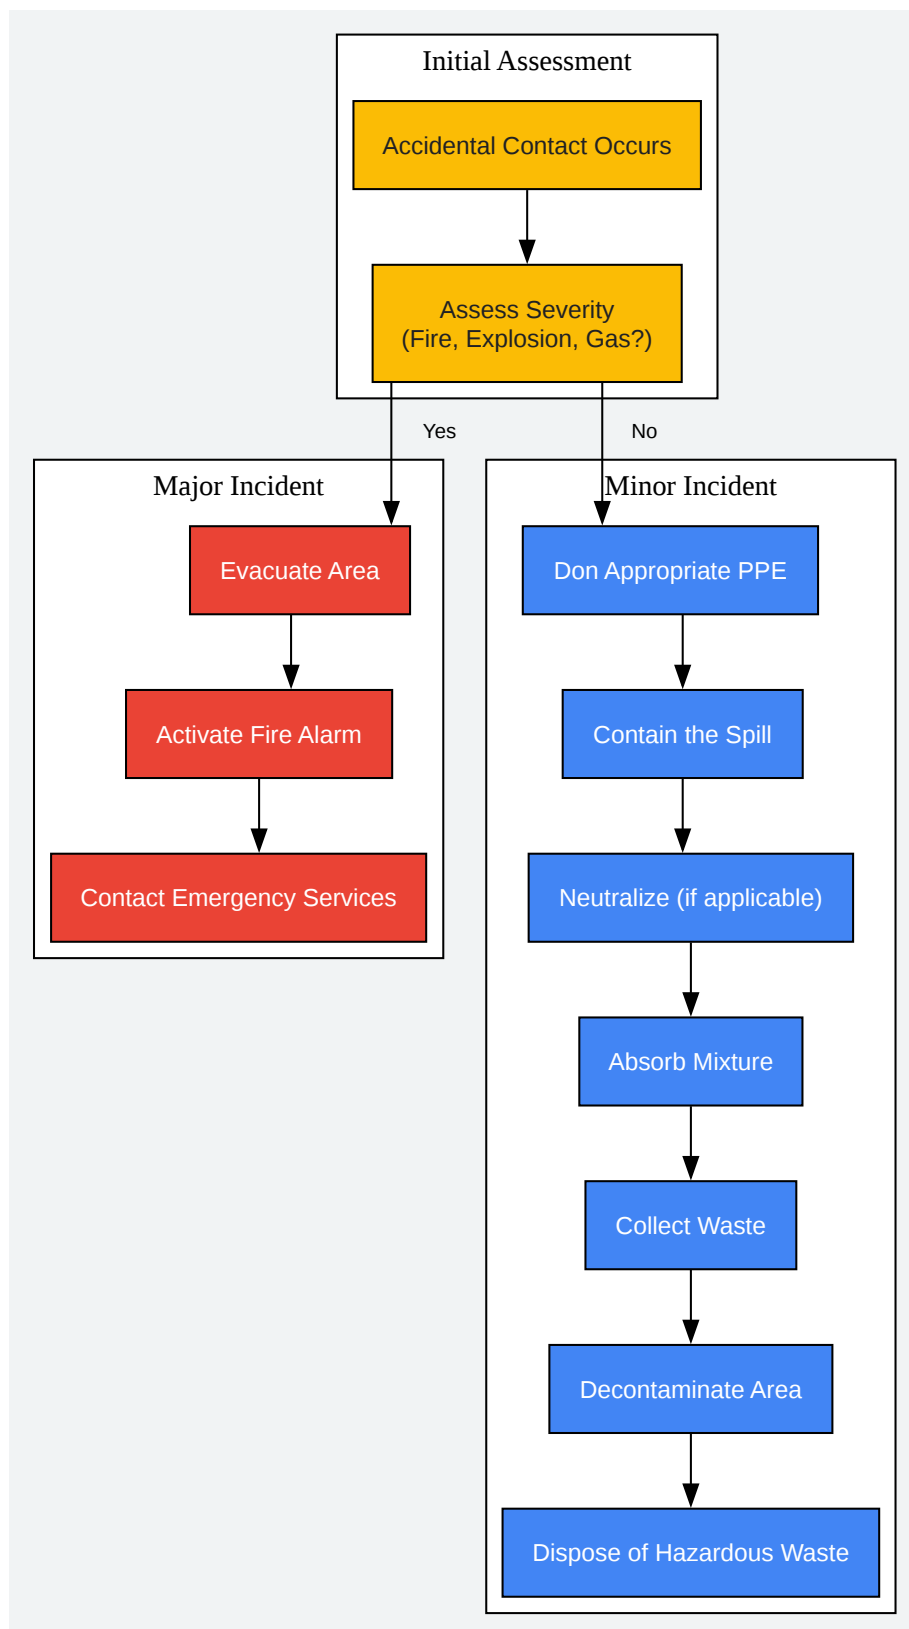 Initial Assessment
Accidental Contact Occurs
Assess Severity
(Fire, Explosion, Gas?)
Yes
No
Major Incident
Evacuate Area
Activate Fire Alarm
Contact Emergency Services
Minor Incident
Don Appropriate PPE
Contain the Spill
Neutralize (if applicable)
Absorb Mixture
Collect Waste
Decontaminate Area
Dispose of Hazardous Waste